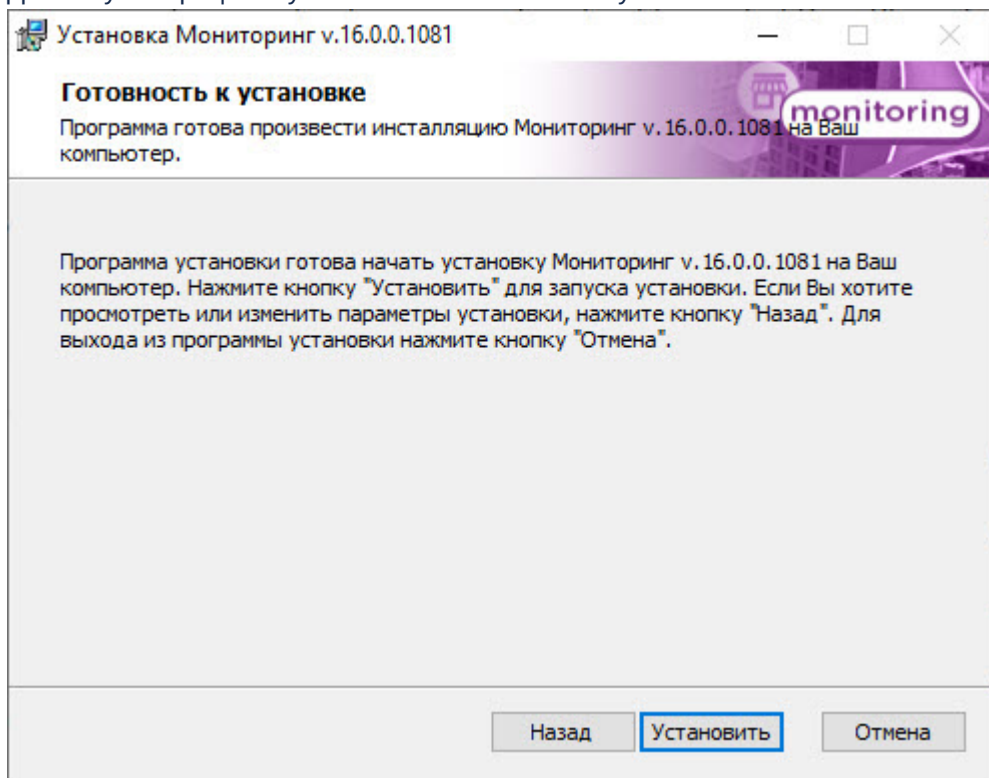 Установка Мониторинг v.16.0.0.1081
Готовность к установке
monitoring
Программа готова произвести инсталляцию Мониторинг v.16.0.0.1081 на Ваш
компьютер.
Программа установки готова начать установку Мониторинг v.16.0.0.1081 на Ваш
компьютер. Нажмите кнопку "Установить" для запуска установки. Если Вы хотите
просмотреть или изменить параметры установки, нажмите кнопку "Назад". Для
выхода из программы установки нажмите кнопку "Отмена".
Назад Установить Отмена